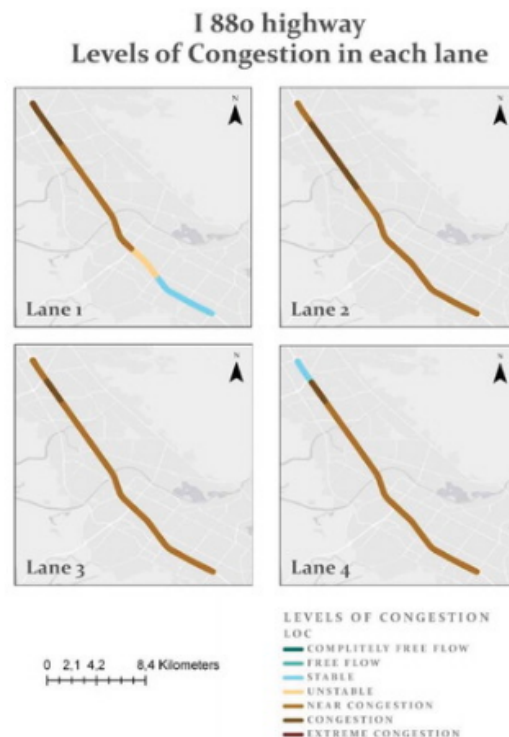 I 880 highway
Levels of Congestion in each lane
N
N
Lane 1
Lane 2
N
N
Lane 3
Lane 4
LEVELS OF CONGESTION
LOC
COMPLITELY FREE FLOW
FREE FLOW
STABLE
UNSTABLE
NEAR CONGESTION
CONGESTION
EXTREME CONGESTION
0 2,1 4,2 8,4 Kilometers